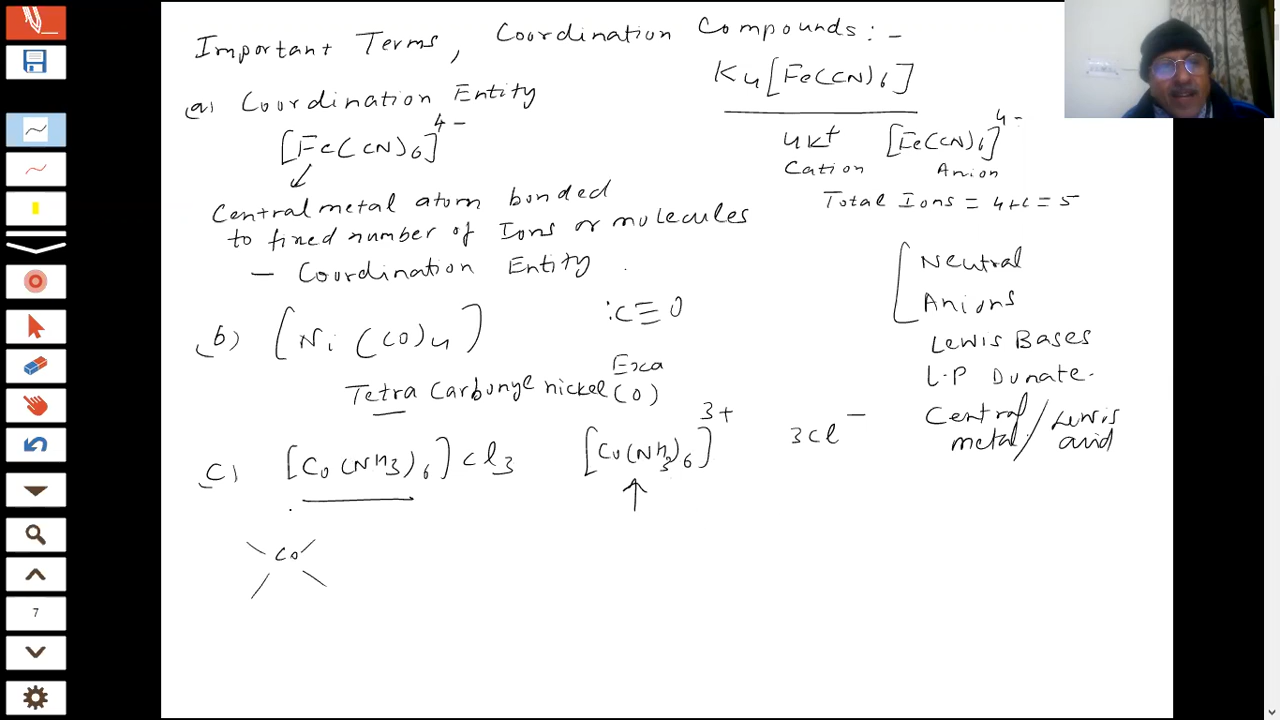 Important Terms, Coordination Compounds:-
a) Coordination Entity
[Fe(CN)6]4-
Central metal atom bonded
to fixed number of Ions or molecules
- Coordination Entity
K4[Fe(CN)6]
4K+ [Fe(CN)6]4-
Cation Anion
Total Ions = 4+1 = 5
Neutral
Anions
Lewis Bases
L.P Donate.
Central metal / Lewis acid
b) [Ni(CO)4] :C≡O
Tetra Carbonyl nickel(0)
c) [Co(NH3)6]Cl3 [Co(NH3)6]3+ 3Cl-
Co
7